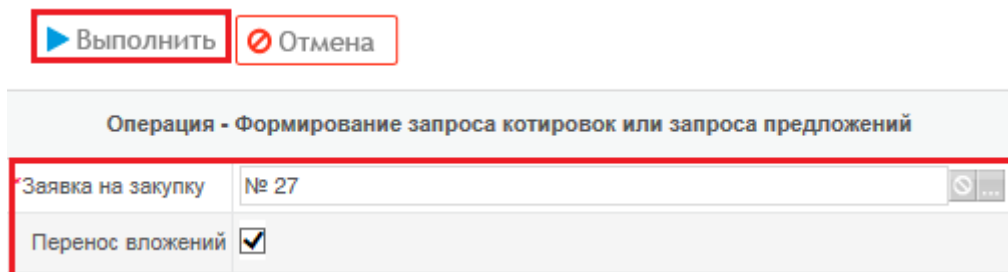 Выполнить Отмена
Операция - Формирование запроса котировок или запроса предложений
*Заявка на закупку № 27 ...
Перенос вложений